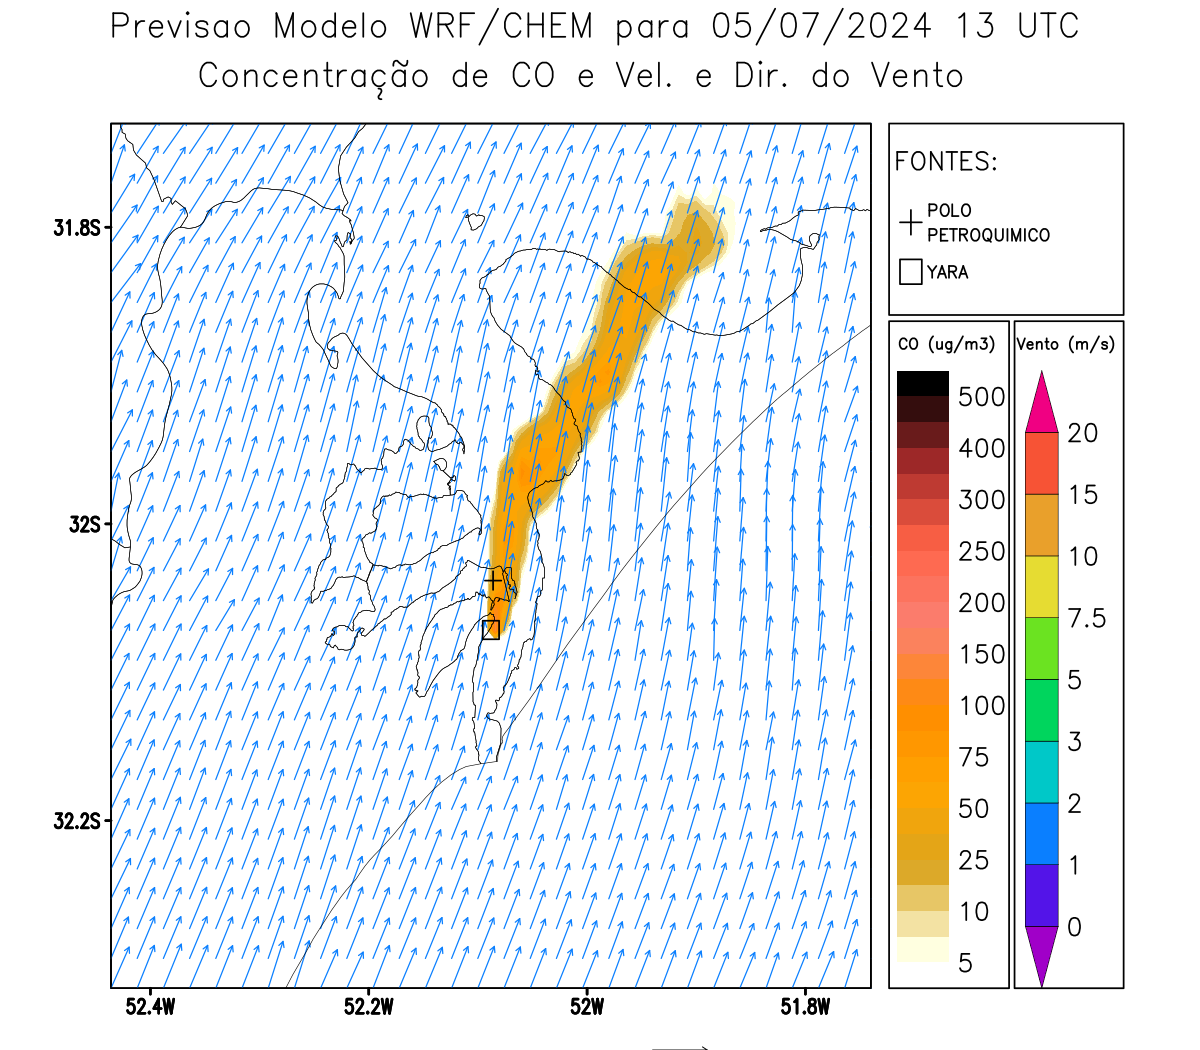 Previsao Modelo WRF/CHEM para 05/07/2024 13 UTC
Concentração de CO e Vel. e Dir. do Vento
FONTES:
POLO
PETROQUIMICO
YARA
31.8S
32S
32.2S
52.4W
52.2W
52W
51.8W
CO (ug/m3)
500
400
300
250
200
150
100
75
50
25
10
5
Vento (m/s)
20
15
10
7.5
5
3
2
1
0